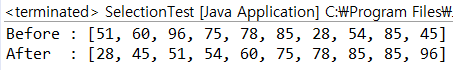 <terminated> SelectionTest [Java Application] C:₩Program Files₩.
Before : [51, 60, 96, 75, 78, 85, 28, 54, 85, 45]
After  : [28, 45, 51, 54, 60, 75, 78, 85, 85, 96]